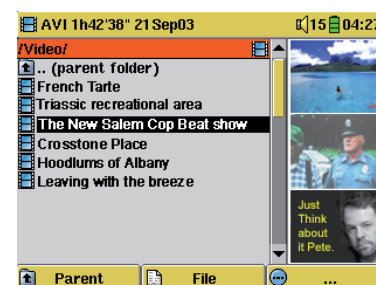 AVI 1h42'38" 21Sep03 15 04:27
/Video/
.. (parent folder)
French Tarte
Triassic recreational area
The New Salem Cop Beat show
Crosstone Place
Hoodlums of Albany
Leaving with the breeze
Just
Think
about
it Pete.
Parent File ...